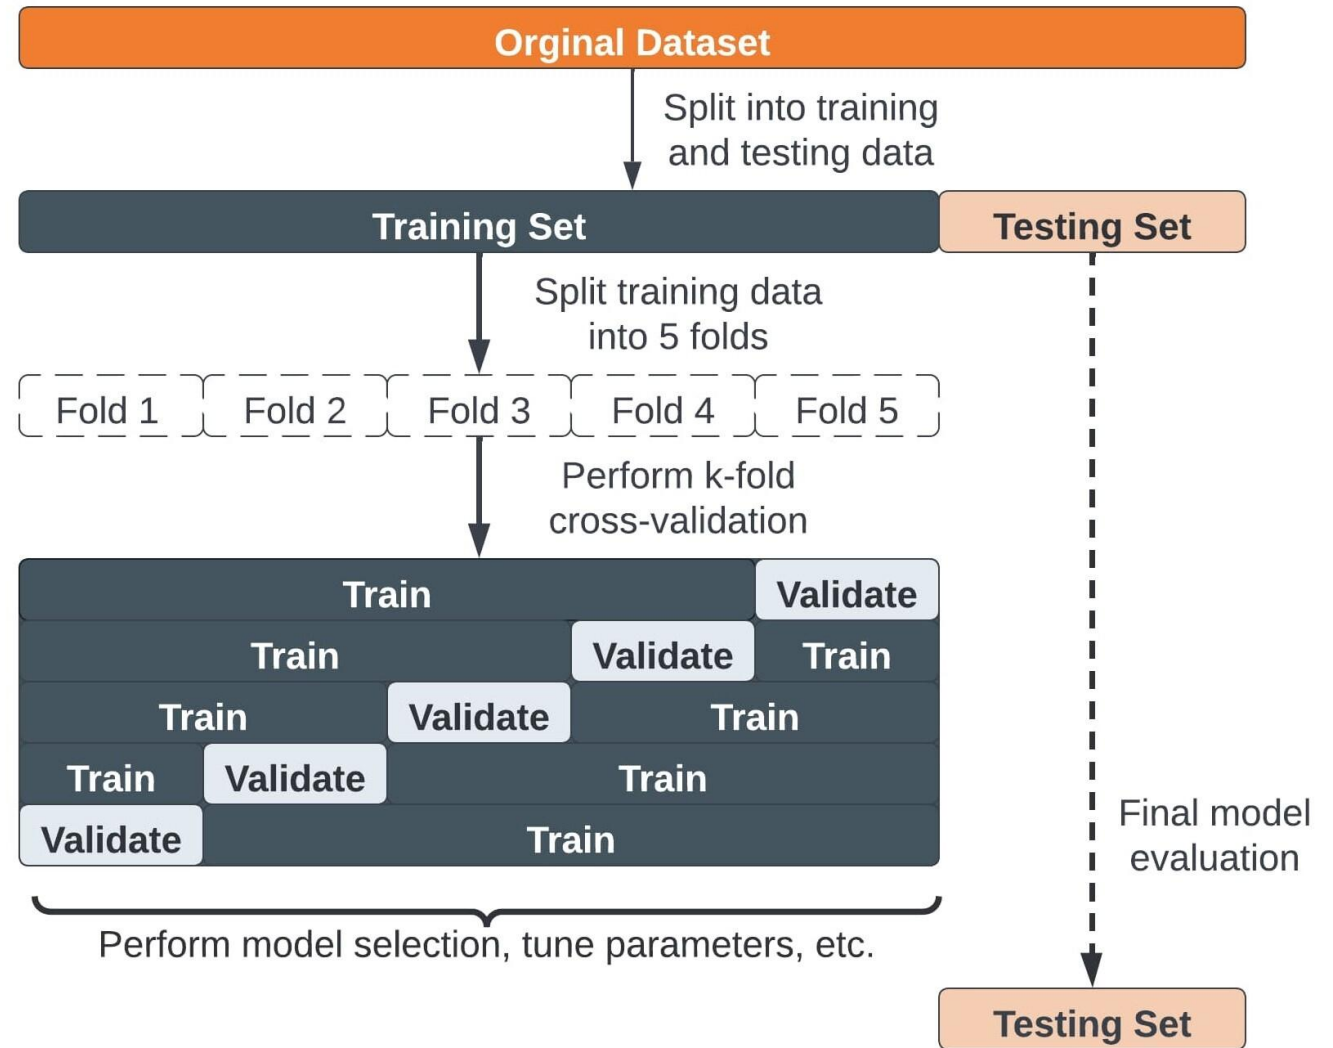 Orginal Dataset
Split into training
and testing data
Training Set
Testing Set
Split training data
into 5 folds
Fold 1
Fold 2
Fold 3
Fold 4
Fold 5
Perform k-fold
cross-validation
Train
Validate
Train
Validate
Train
Train
Validate
Train
Train
Validate
Train
Validate
Train
Final model
evaluation
Perform model selection, tune parameters, etc.
Testing Set